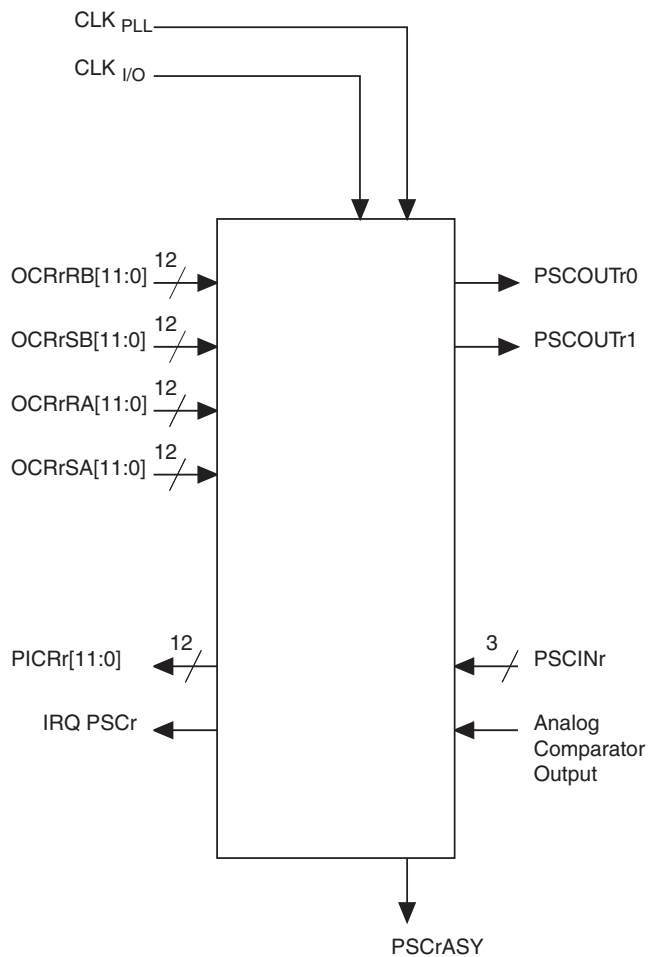 CLK PLL
CLK I/O
12
OCRrRB[11:0]
PSCOUTr0
12
OCRrSB[11:0]
PSCOUTr1
12
OCRrRA[11:0]
12
OCRrSA[11:0]
12
PICRr[11:0]
3
PSCINr
IRQ PSCr
Analog
Comparator
Output
PSCrASY